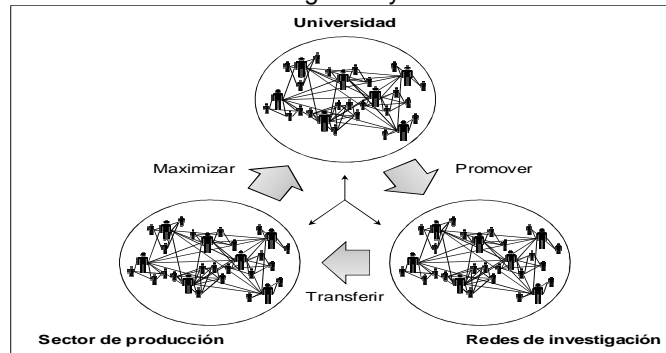 Universidad
Maximizar
Promover
Transferir
Sector de producción
Redes de investigación